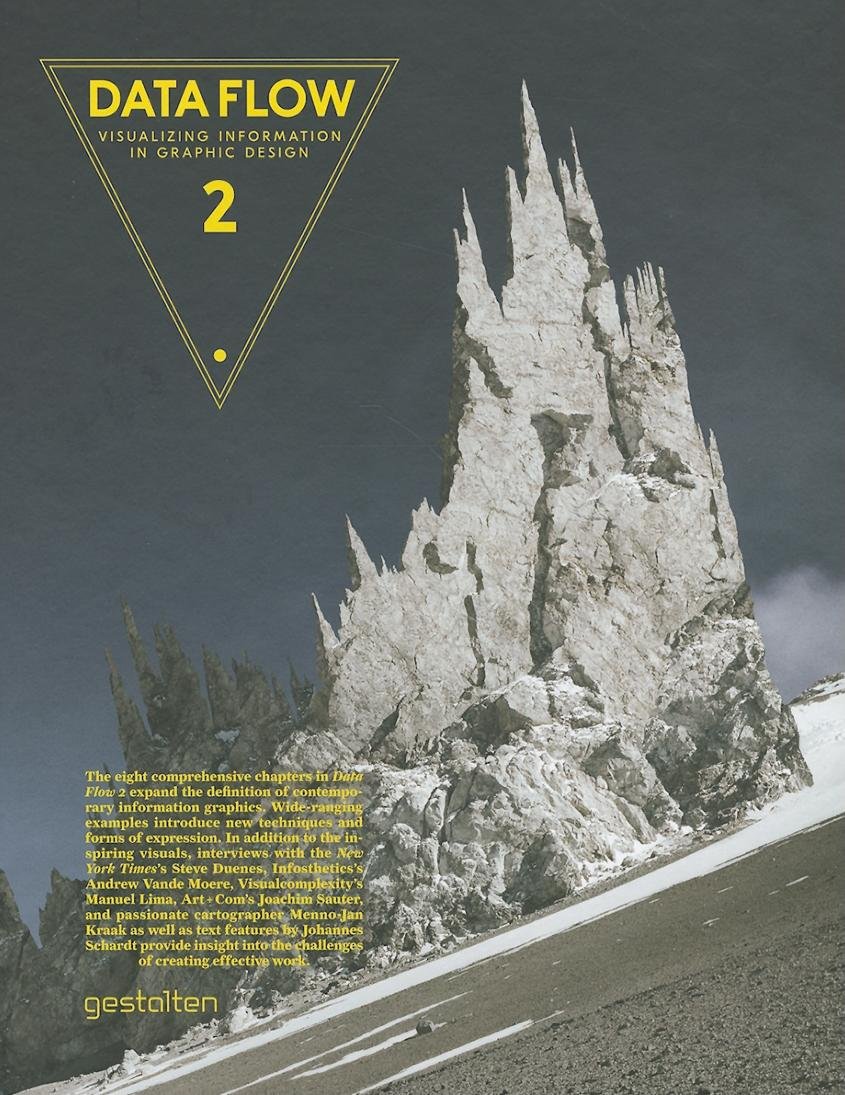 DATA FLOW
VISUALIZING INFORMATION
IN GRAPHIC DESIGN
2
The eight comprehensive chapters in Data
Flow 2 expand the definition of contempo-
rary information graphics. Wide-ranging
examples introduce new techniques and
forms of expression. In addition to the in-
spiring visuals, interviews with the New
York Times's Steve Duenes, Infosthetics's
Andrew Vande Moere, Visualcomplexity's
Manuel Lima, Art+Com's Joachim Sauter,
and passionate cartographer Menno-Jan
Kraak as well as text features by Johannes
Schardt provide insight into the challenges
of creating effective work.
gestalten